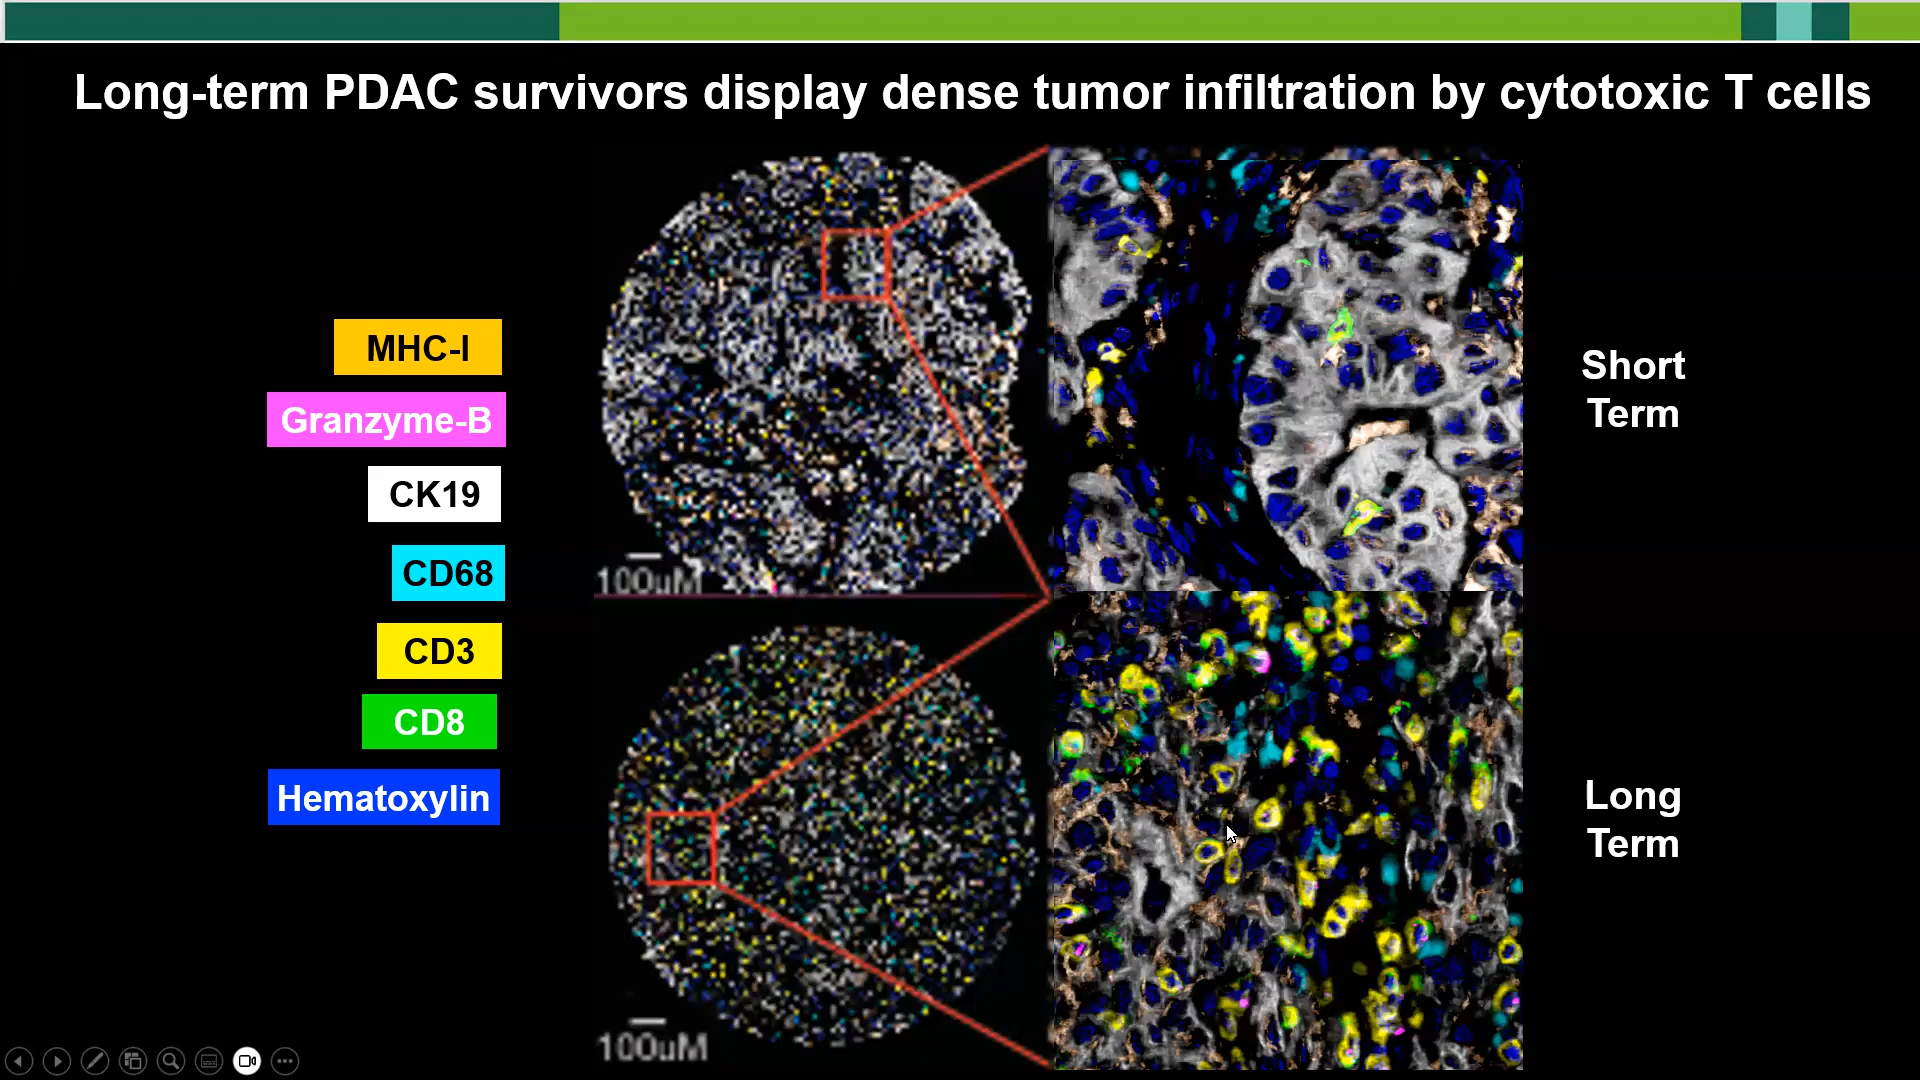 Long-term PDAC survivors display dense tumor infiltration by cytotoxic T cells
MHC-I
Granzyme-B
CK19
CD68
CD3
CD8
Hematoxylin
100uM
100uM
Short
Term
Long
Term